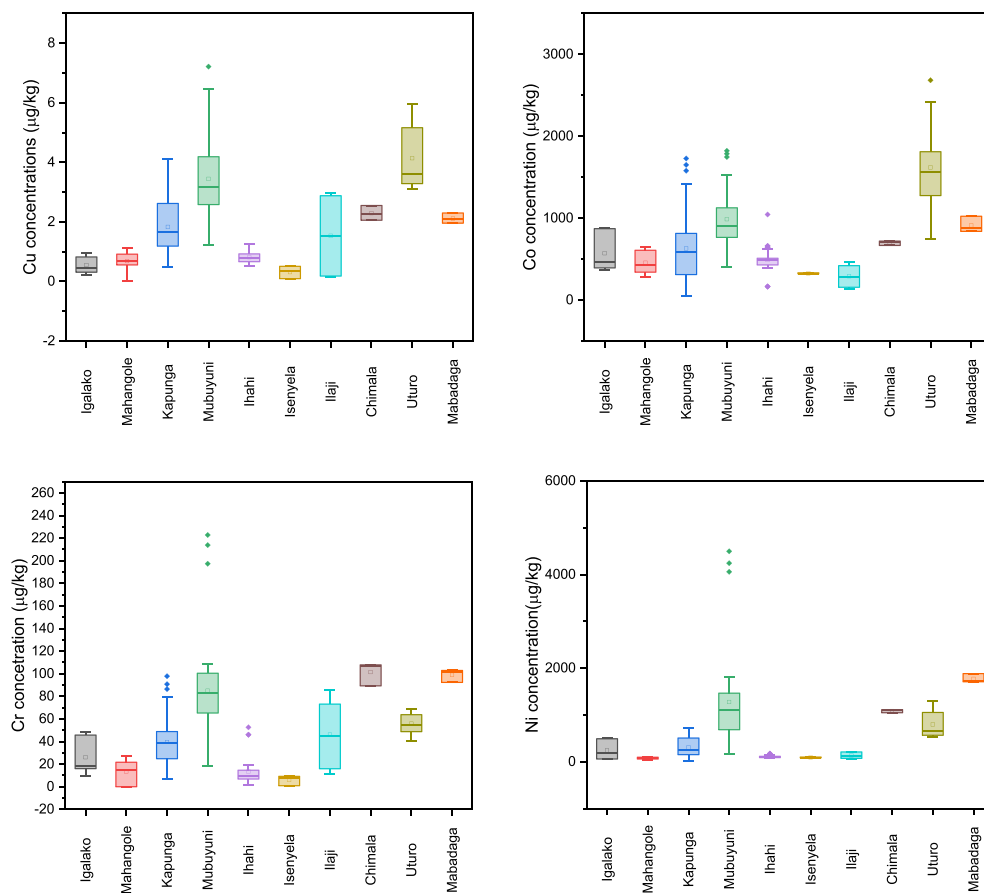 8
6
4
2
0
-2
Cu concentrations (µg/kg)
Igalako
Mahangole
Kapunga
Mubuyuni
Ihahi
Isenyela
Ilaji
Chimala
Uturo
Mabadaga
3000
2000
1000
0
Co concentration (µg/kg)
Igalako
Mahangole
Kapunga
Mubuyuni
Ihahi
Isenyela
Ilaji
Chimala
Uturo
Mabadaga
260
240
220
200
180
160
140
120
100
80
60
40
20
0
-20
Cr concetration (µg/kg)
Igalako
Mahangole
Kapunga
Mubuyuni
Ihahi
Isenyela
Ilaji
Chimala
Uturo
Mabadaga
6000
4000
2000
0
Ni concentration(µg/kg)
Igalako
Mahangole
Kapunga
Mubuyuni
Ihahi
Isenyela
Ilaji
Chimala
Uturo
Mabadaga